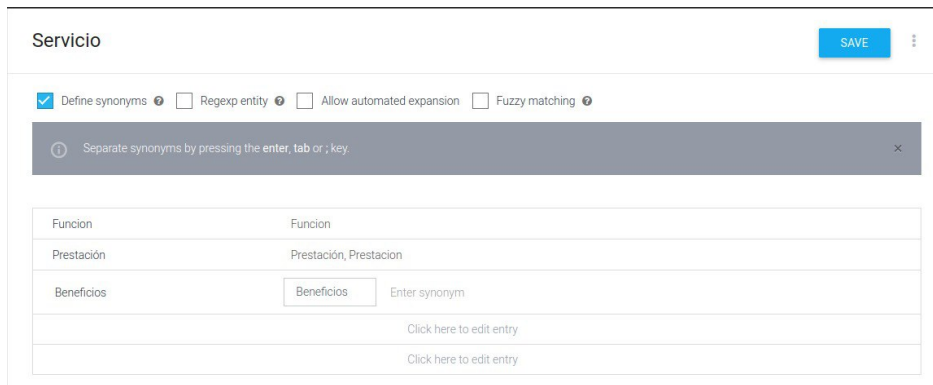 Servicio
SAVE
Define synonyms Regexp entity Allow automated expansion Fuzzy matching
Separate synonyms by pressing the enter, tab or ; key.
Funcion Funcion
Prestación Prestación, Prestacion
Beneficios Beneficios Enter synonym
Click here to edit entry
Click here to edit entry